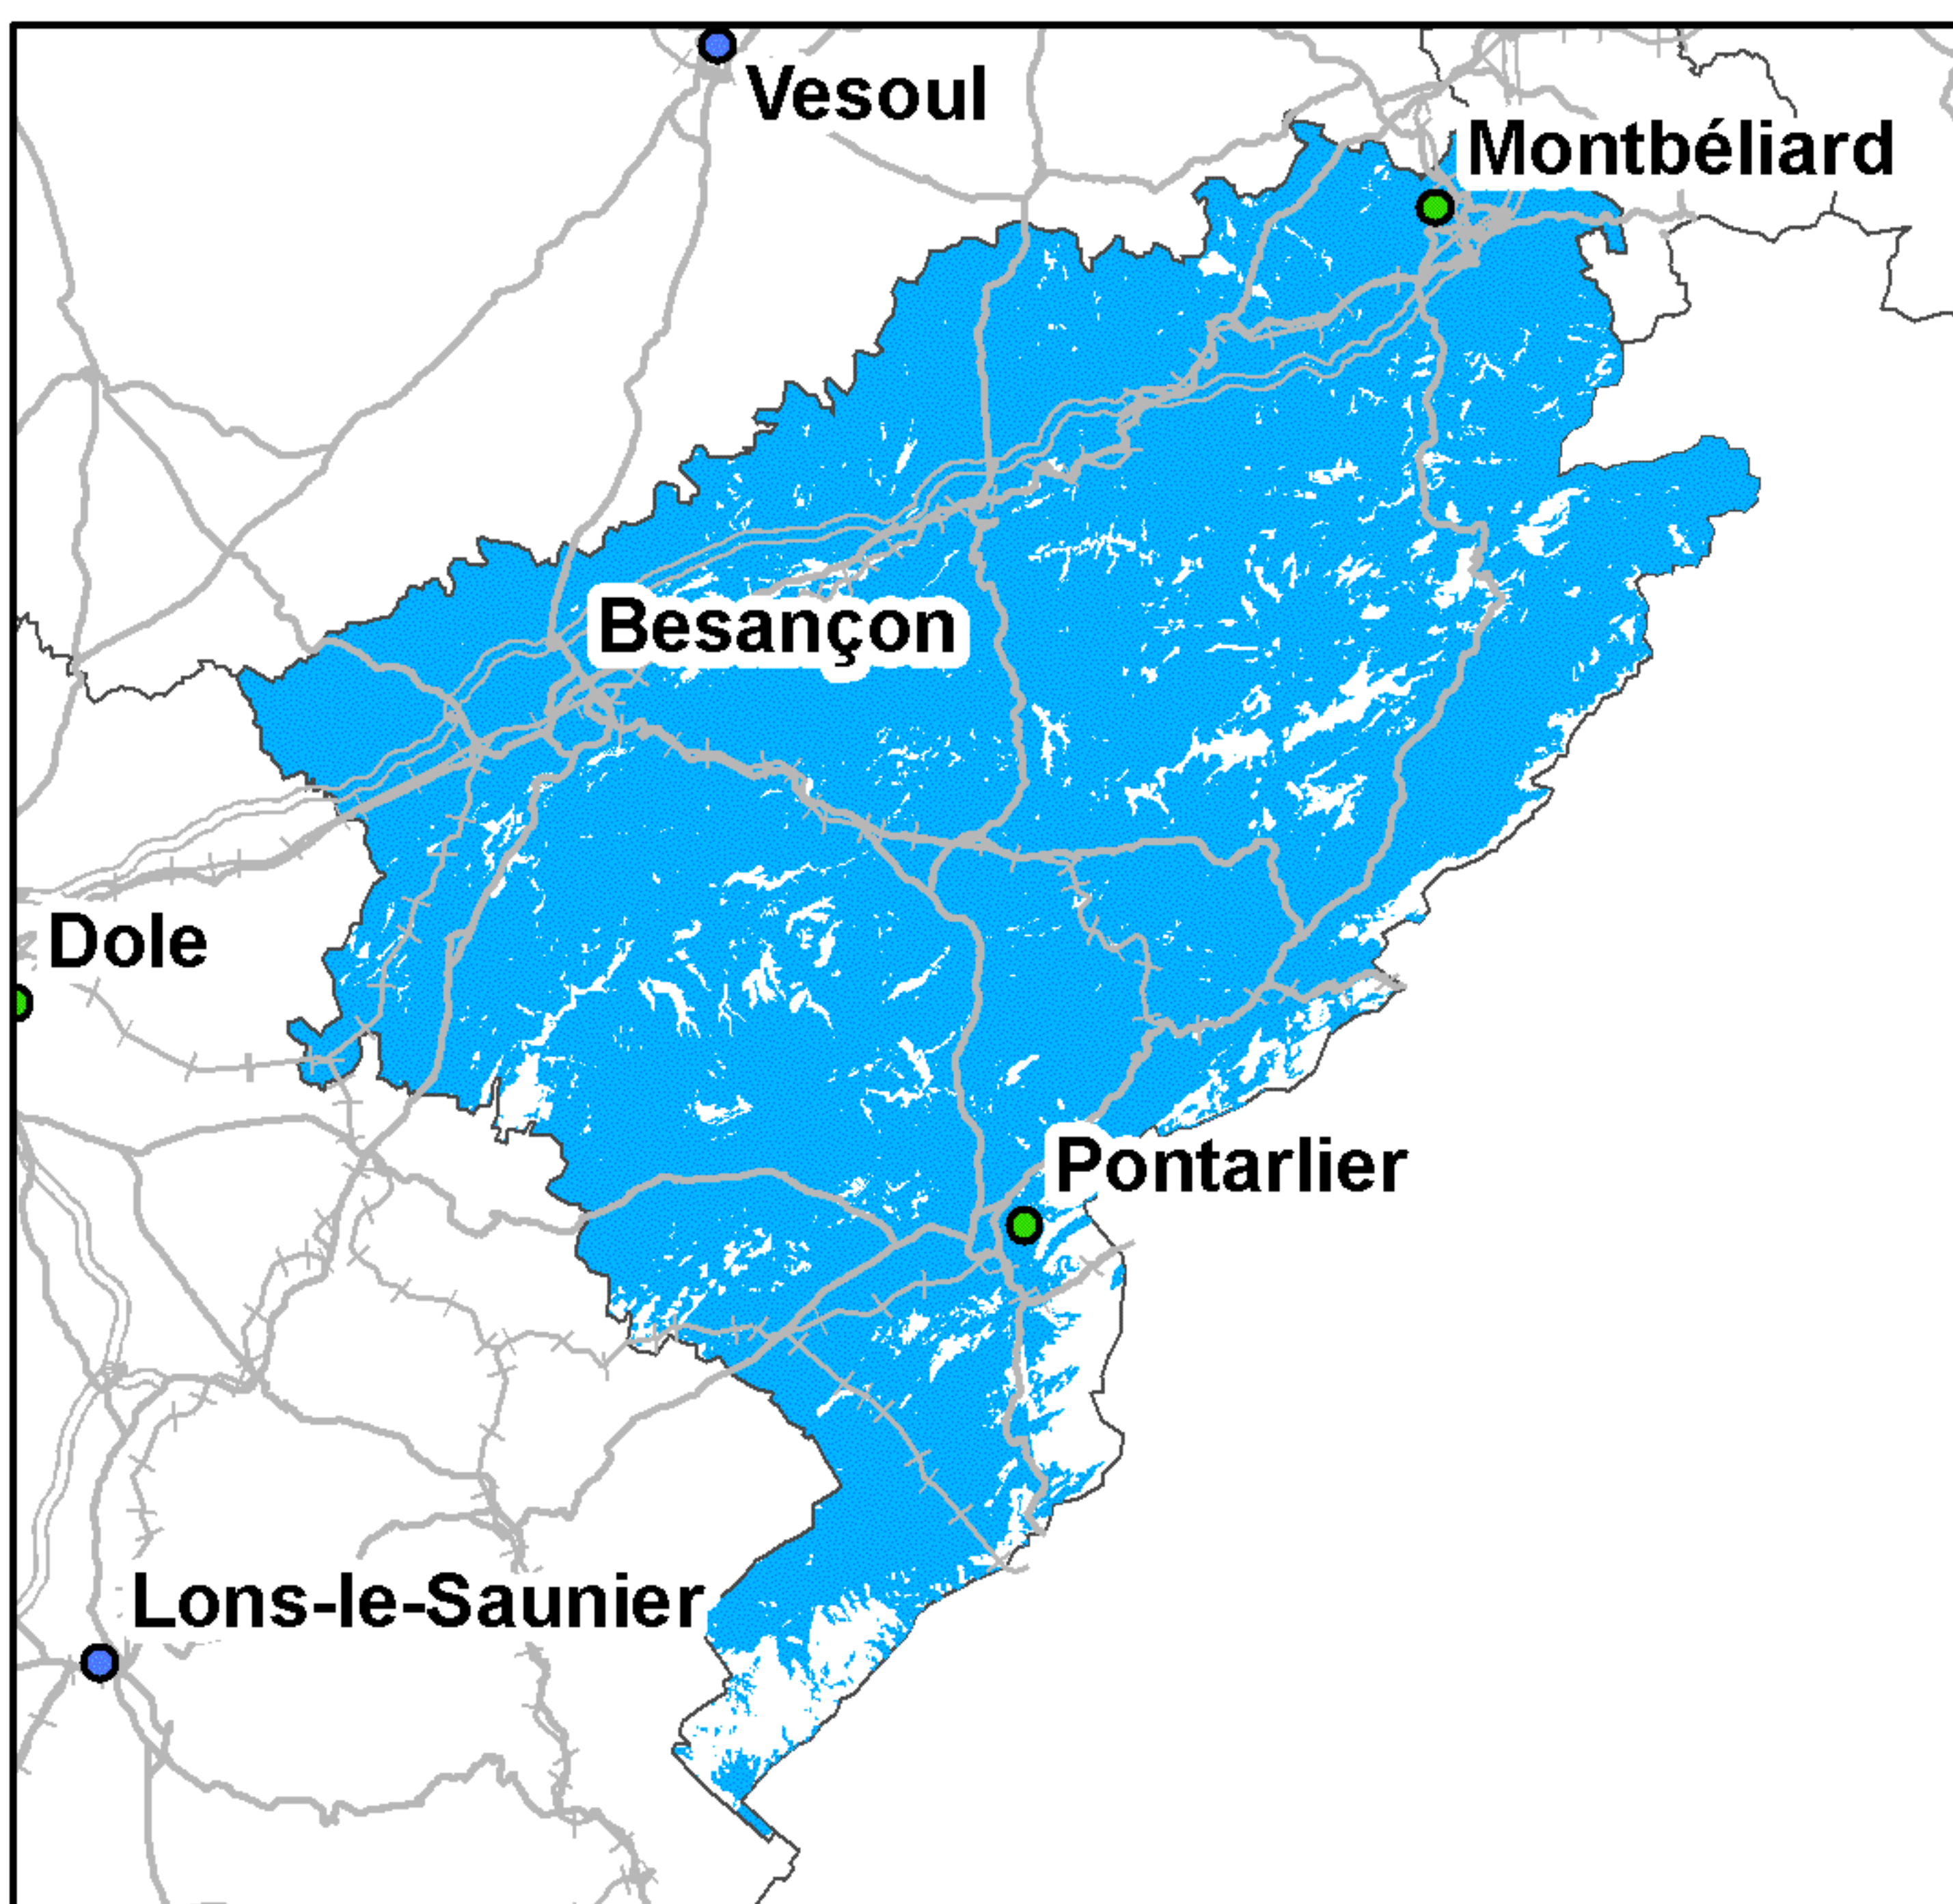 Vesoul
Montbéliard
Besançon
Dole
Pontarlier
Lons-le-Saunier